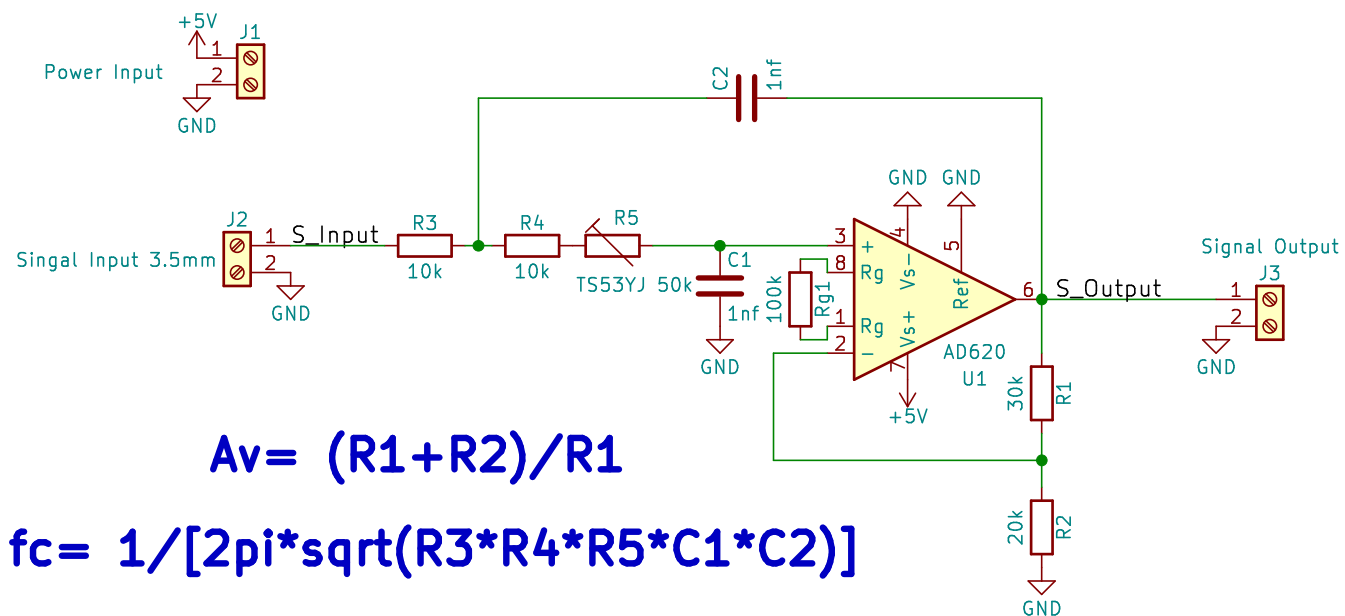 +5V
J1
1
2
Power Input
GND
C2
1nf
GND
GND
J2
1
2
S_Input
Singal Input 3.5mm
GND
R3
10k
R4
10k
R5
TS53YJ 50k
C1
1nf
GND
100k
Rg1
3
8
1
2
+
Rg
Rg
-
4
Vs-
5
Ref
Vs+
7
6
+5V
AD620
U1
S_Output
Signal Output
J3
1
2
GND
30k
R1
20k
R2
GND
Av= (R1+R2)/R1
fc= 1/[2pi*sqrt(R3*R4*R5*C1*C2)]